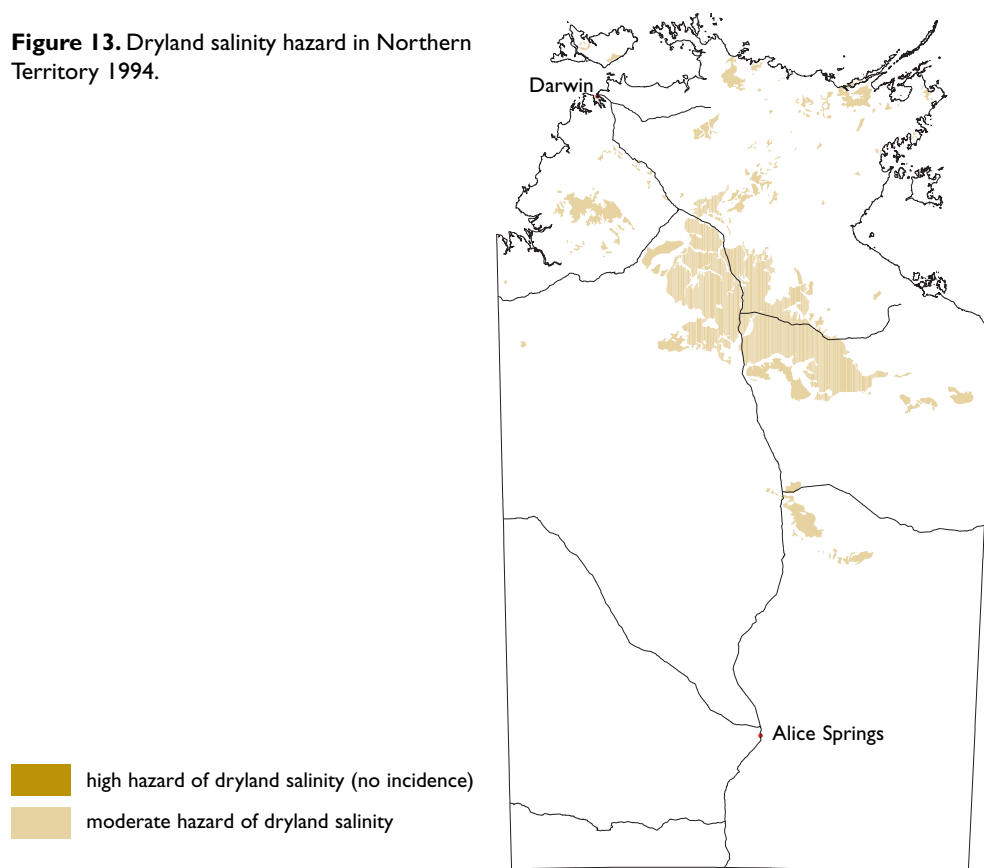 Figure 13. Dryland salinity hazard in Northern
Territory 1994.
Darwin
Alice Springs
high hazard of dryland salinity (no incidence)
moderate hazard of dryland salinity